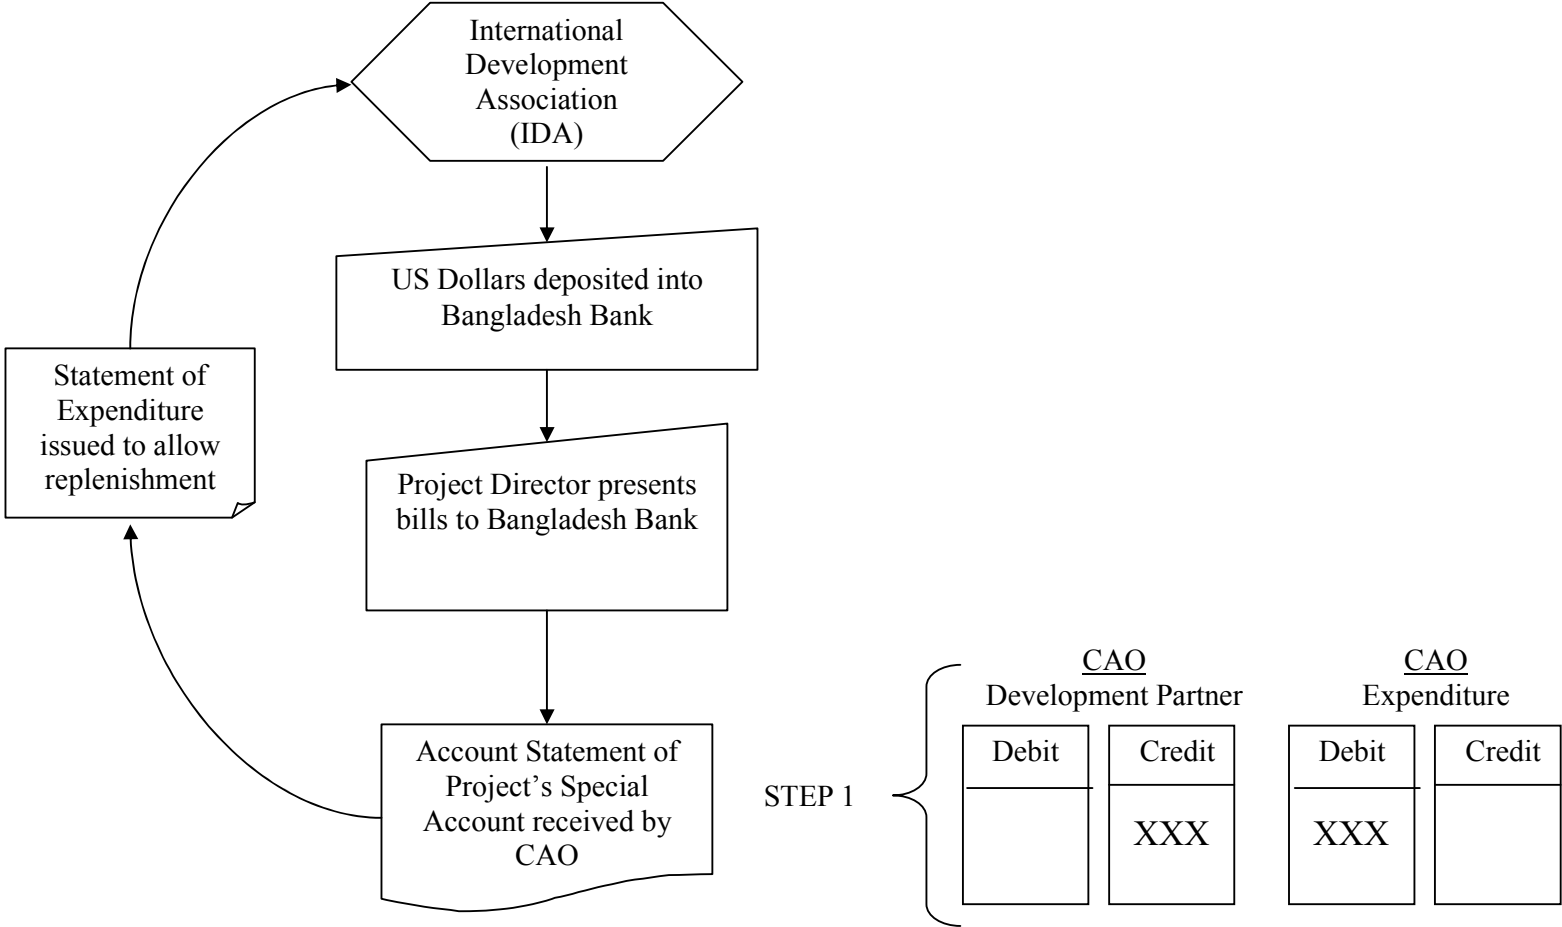 International
Development
Association
(IDA)
US Dollars deposited into
Bangladesh Bank
Statement of
Expenditure
issued to allow
replenishment
Project Director presents
bills to Bangladesh Bank
Account Statement of
Project’s Special
Account received by
CAO
STEP 1
CAO
Development Partner
Debit
Credit
XXX
CAO
Expenditure
Debit
Credit
XXX